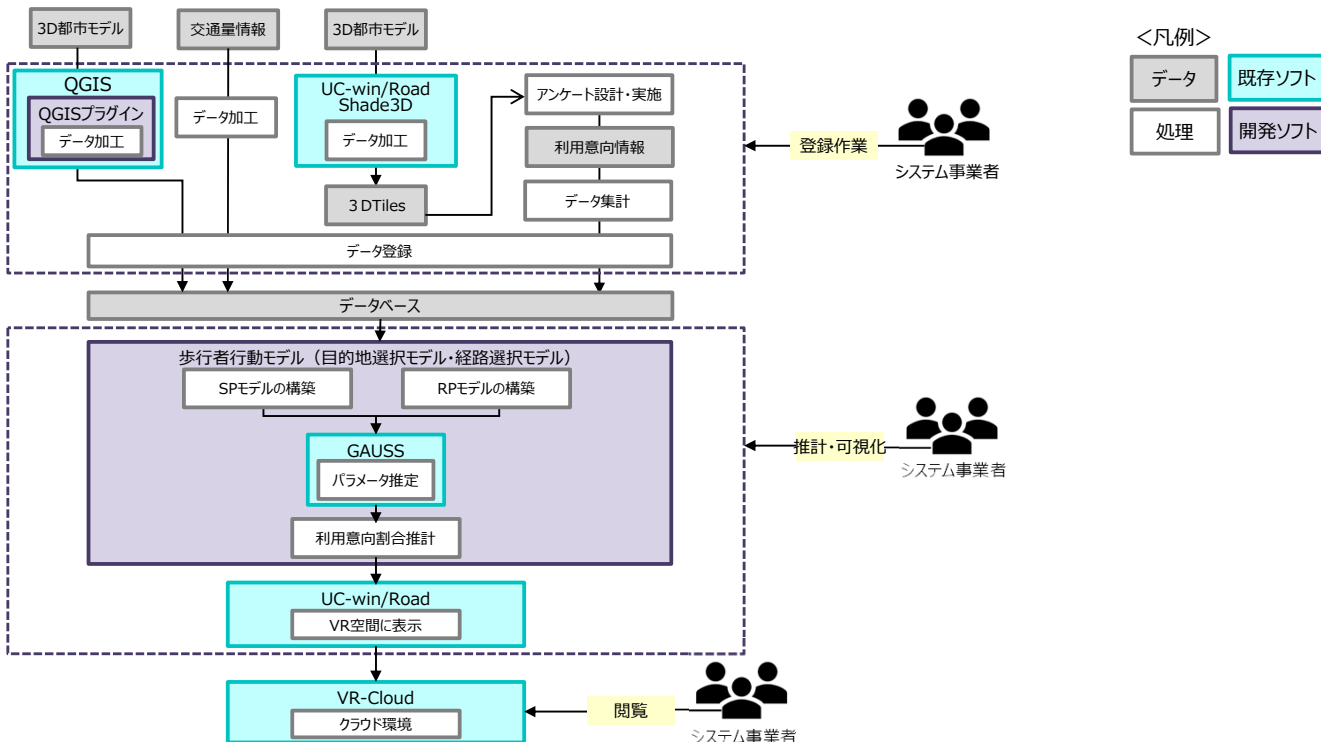 3D都市モデル
交通量情報
3D都市モデル
QGIS
QGISプラグイン
データ加工
データ加工
UC-win/Road
Shade3D
データ加工
3DTiles
アンケート設計・実施
利用意向情報
データ集計
データ登録
登録作業
システム事業者
<凡例>
データ
既存ソフト
処理
開発ソフト
データベース
歩行者行動モデル(目的地選択モデル・経路選択モデル)
SPモデルの構築
RPモデルの構築
GAUSS
パラメータ推定
利用意向割合推計
UC-win/Road
VR空間に表示
推計・可視化
システム事業者
VR-Cloud
クラウド環境
閲覧
システム事業者